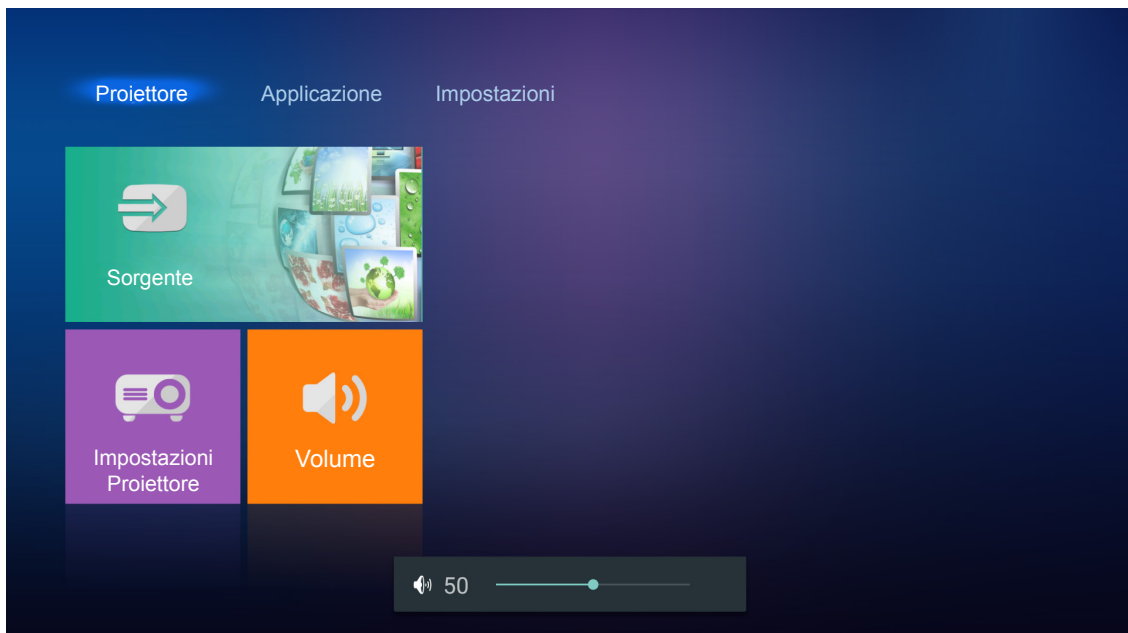 Proiettore Applicazione Impostazioni
Sorgente
Impostazioni
Proiettore
Volume
50